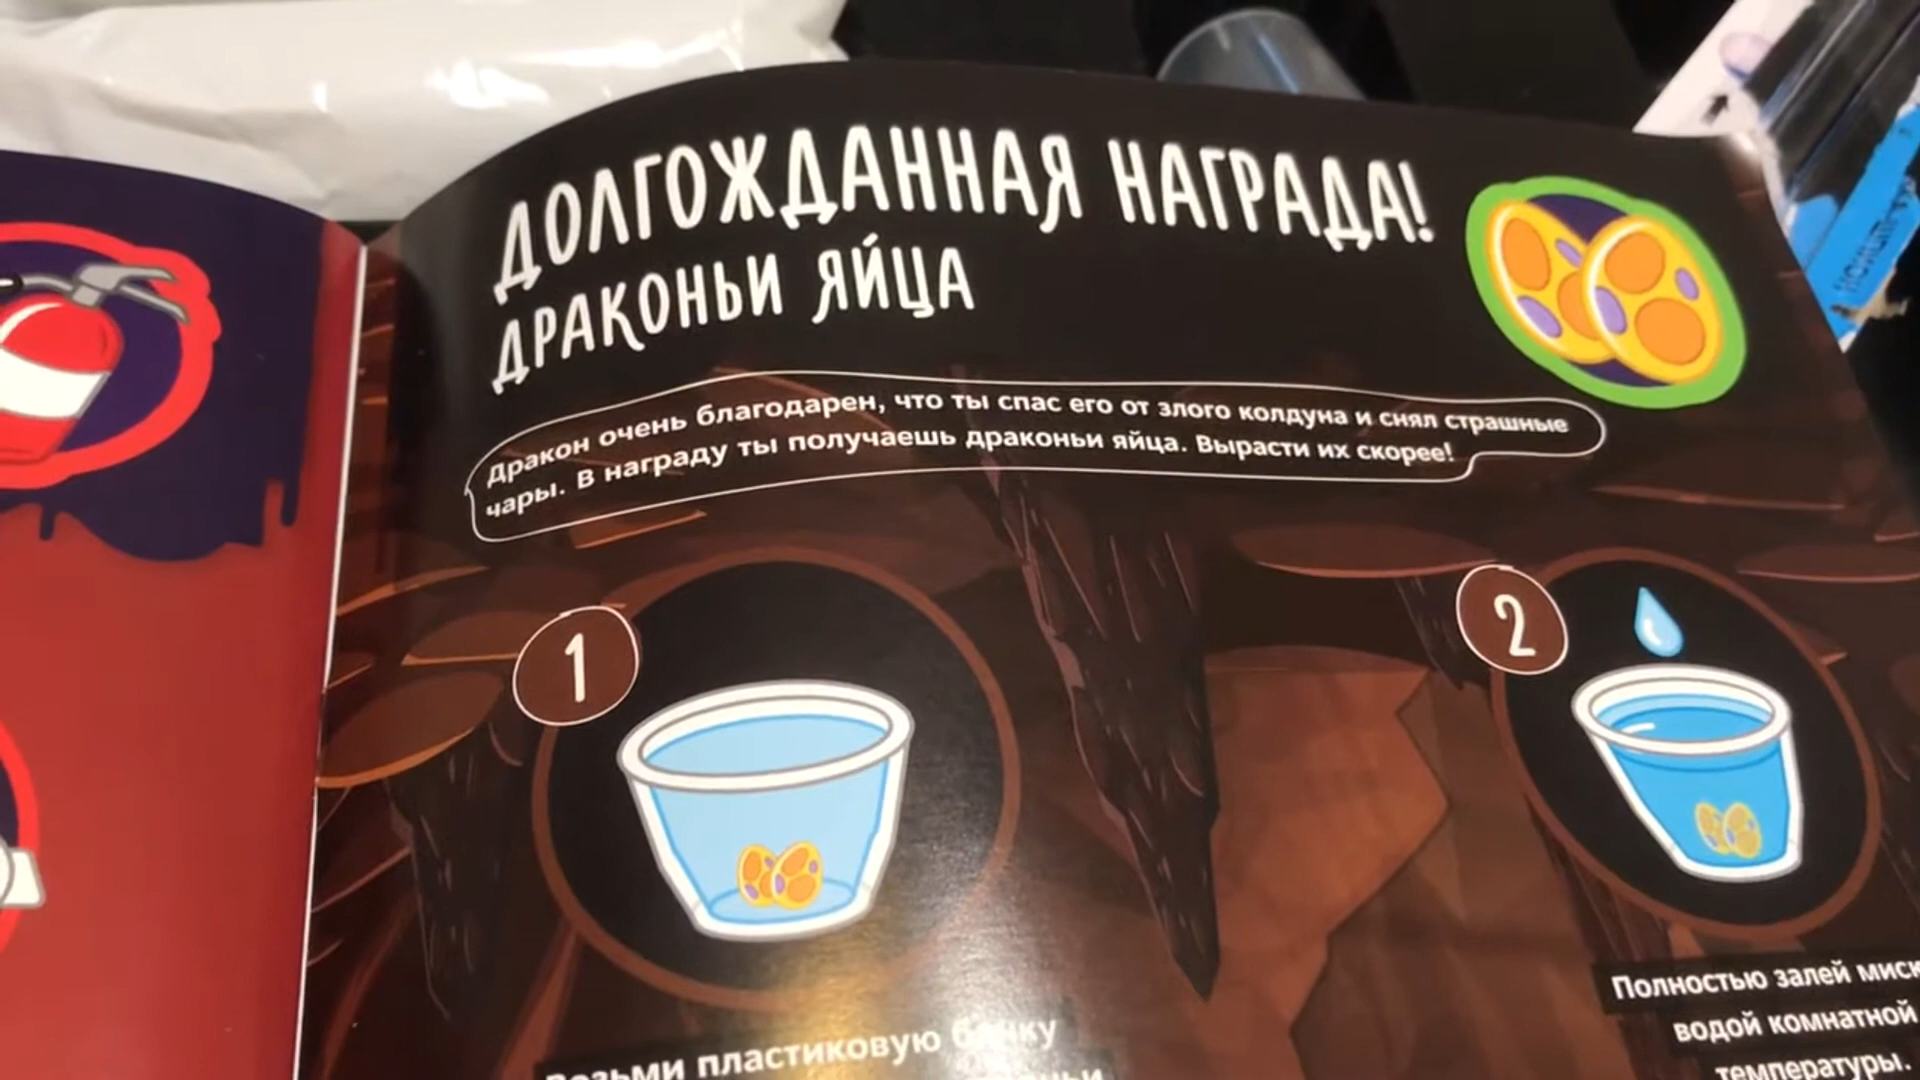 ДОЛГОЖДАННАЯ НАГРАДА!
ДРАКОНЬИ ЯЙЦА
Дракон очень благодарен, что ты спас его от злого колдуна и снял страшные
чары. В награду ты получаешь драконьи яйца. Вырасти их скорее!
1
2
Возьми пластиковую банку
Полностью залей
водой комнатной
температуры.